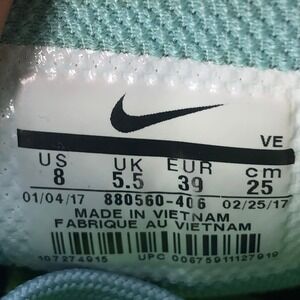 VE
US UK EUR cm
8 5.5 39 25
01/04/17 880560-406 02/25/17
MADE IN VIETNAM
FABRIQUE AU VIETNAM
107274915 UPC 00675911127919